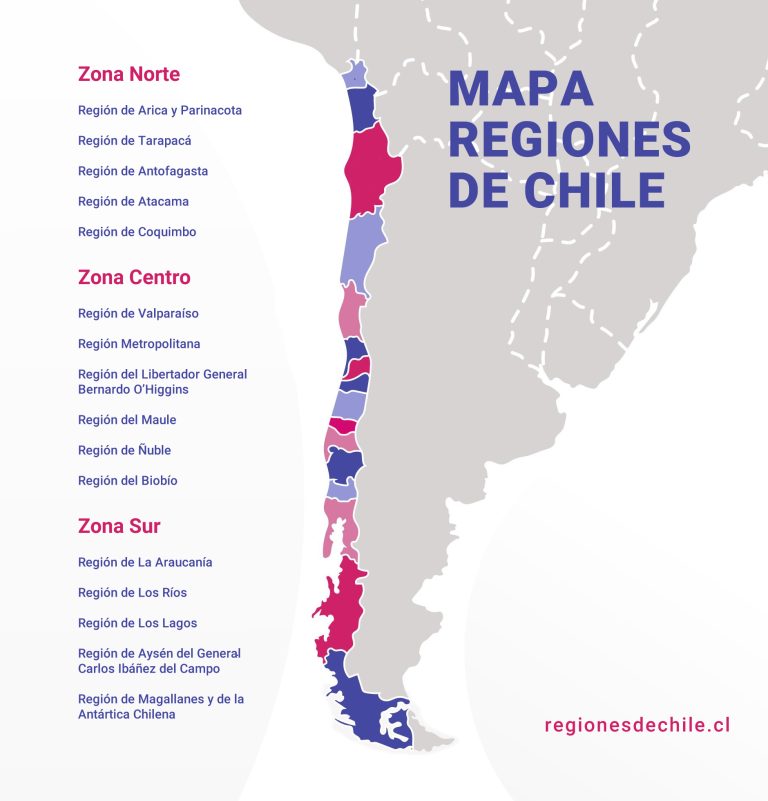 Zona Norte
Región de Arica y Parinacota
Región de Tarapacá
Región de Antofagasta
Región de Atacama
Región de Coquimbo
Zona Centro
Región de Valparaíso
Región Metropolitana
Región del Libertador General
Bernardo O’Higgins
Región del Maule
Región de Ñuble
Región del Biobío
Zona Sur
Región de La Araucanía
Región de Los Ríos
Región de Los Lagos
Región de Aysén del General
Carlos Ibáñez del Campo
Región de Magallanes y de la
Antártica Chilena
MAPA
REGIONES
DE CHILE
regionesdechile.cl